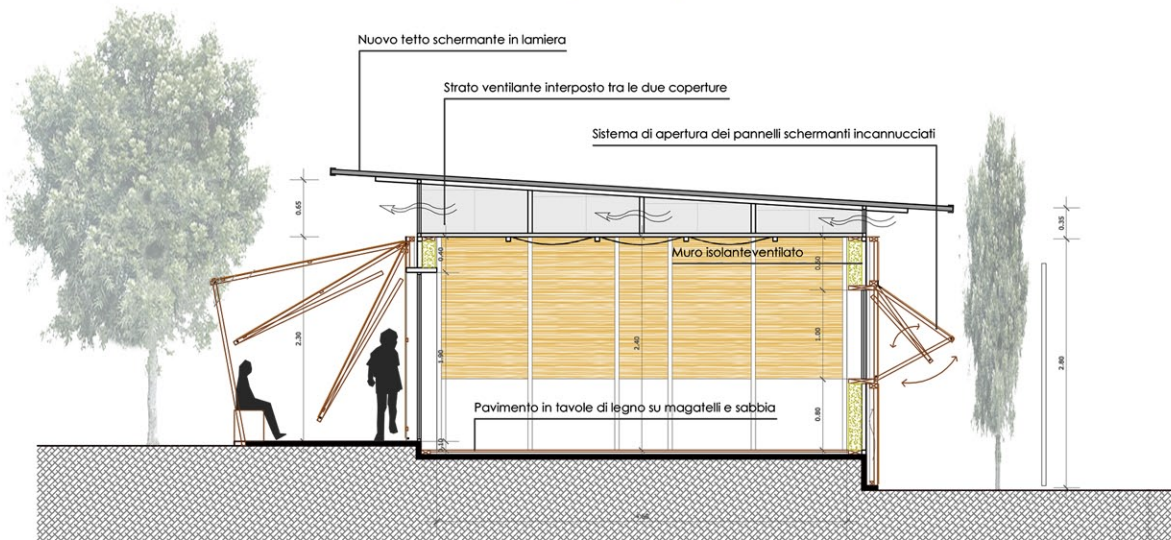 Nuovo tetto schermante in lamiera
Strato ventilante interposto tra le due coperture
Sistema di apertura dei pannelli schermanti incannucciati
0.65
0.35
Muro isolanteventilato
0.40
2.30
1.90
2.40
1.00
2.80
Pavimento in tavole di legno su magatelli e sabbia
0.80